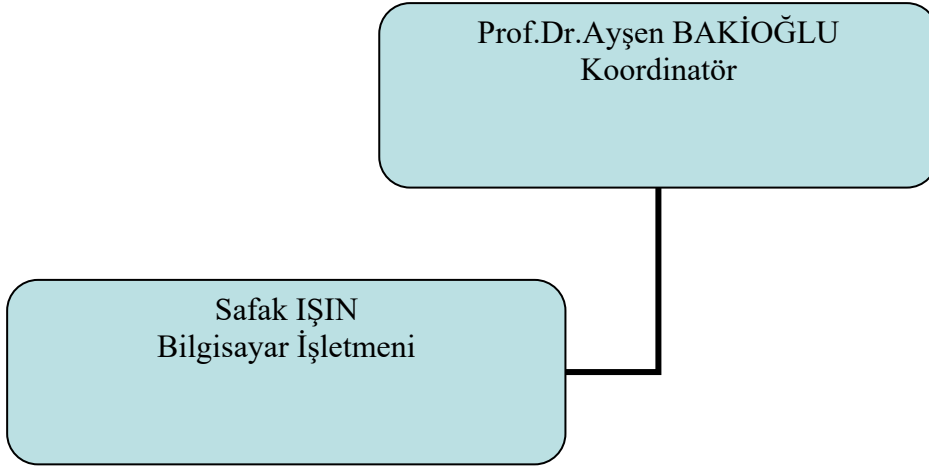 Prof.Dr.Ayşen BAKİOĞLU
Koordinatör
Safak IŞIN
Bilgisayar İşletmeni